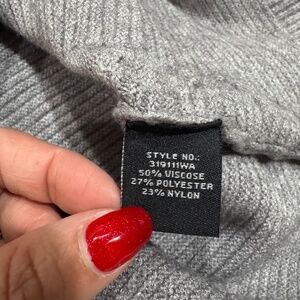 STYLE NO.:
319111WA
50% VISCOSE
27% POLYESTER
23% NYLON